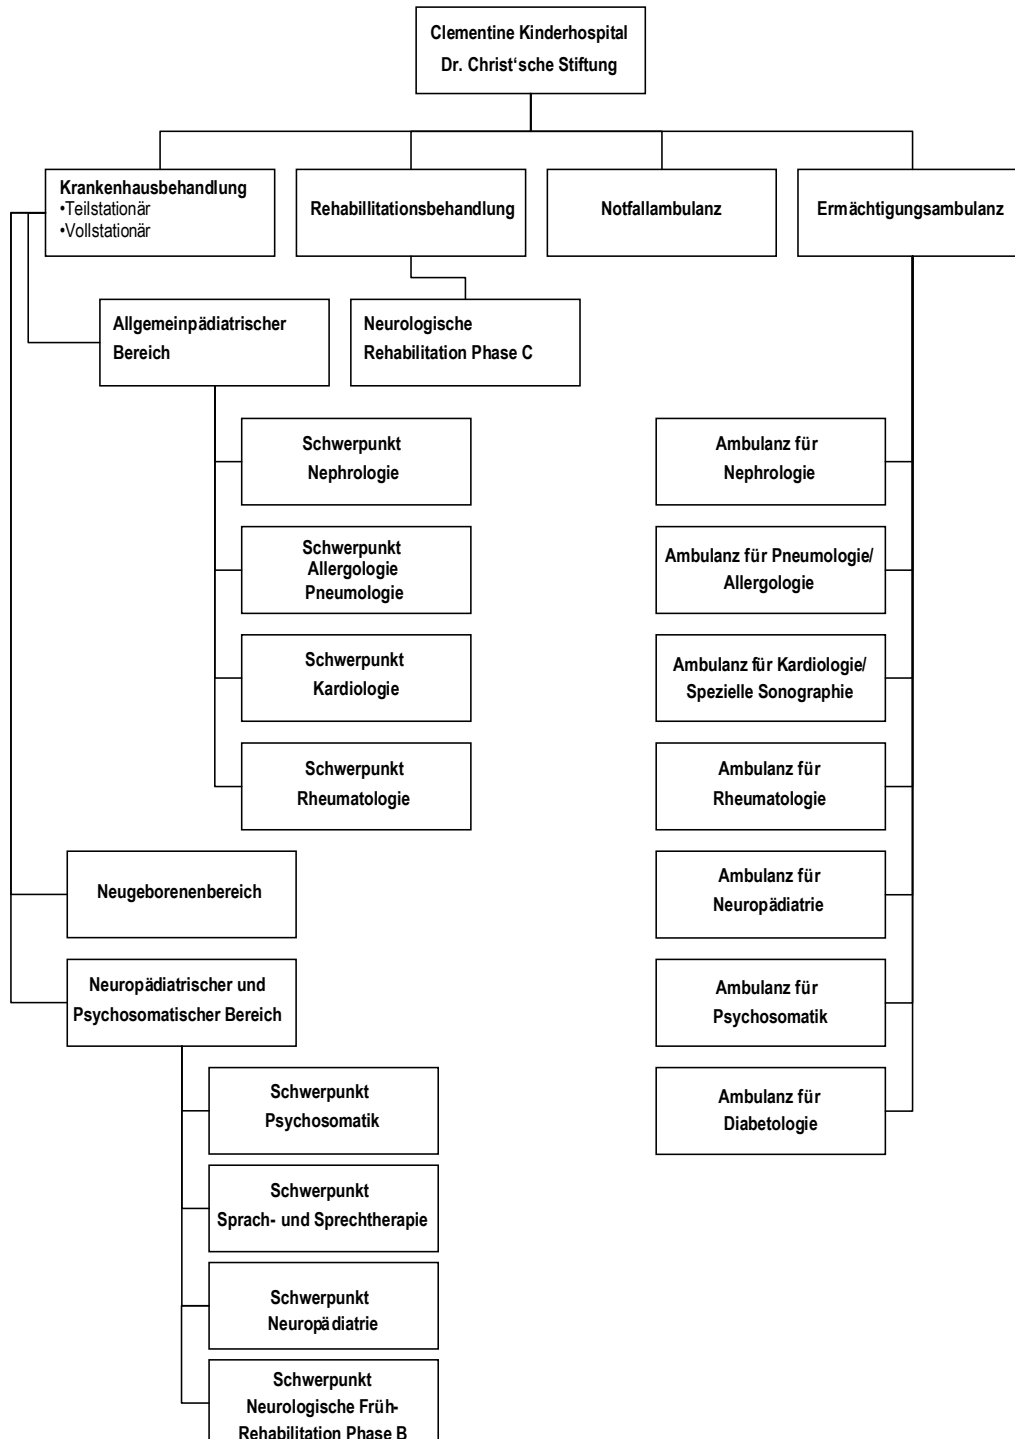 Clementine Kinderhospital
Dr. Christ‘sche Stiftung
Krankenhausbehandlung
•Teilstationär
•Vollstationär
Rehabillitationsbehandlung
Notfallambulanz
Ermächtigungsambulanz
Allgemeinpädiatrischer
Bereich
Neurologische
Rehabilitation Phase C
Schwerpunkt
Nephrologie
Schwerpunkt
Allergologie
Pneumologie
Schwerpunkt
Kardiologie
Schwerpunkt
Rheumatologie
Ambulanz für
Nephrologie
Ambulanz für Pneumologie/
Allergologie
Ambulanz für Kardiologie/
Spezielle Sonographie
Ambulanz für
Rheumatologie
Ambulanz für
Neuropädiatrie
Ambulanz für
Psychosomatik
Ambulanz für
Diabetologie
Neugeborenenbereich
Neuropädiatrischer und
Psychosomatischer Bereich
Schwerpunkt
Psychosomatik
Schwerpunkt
Sprach- und Sprechtherapie
Schwerpunkt
Neuropädiatrie
Schwerpunkt
Neurologische Früh-
Rehabilitation Phase B